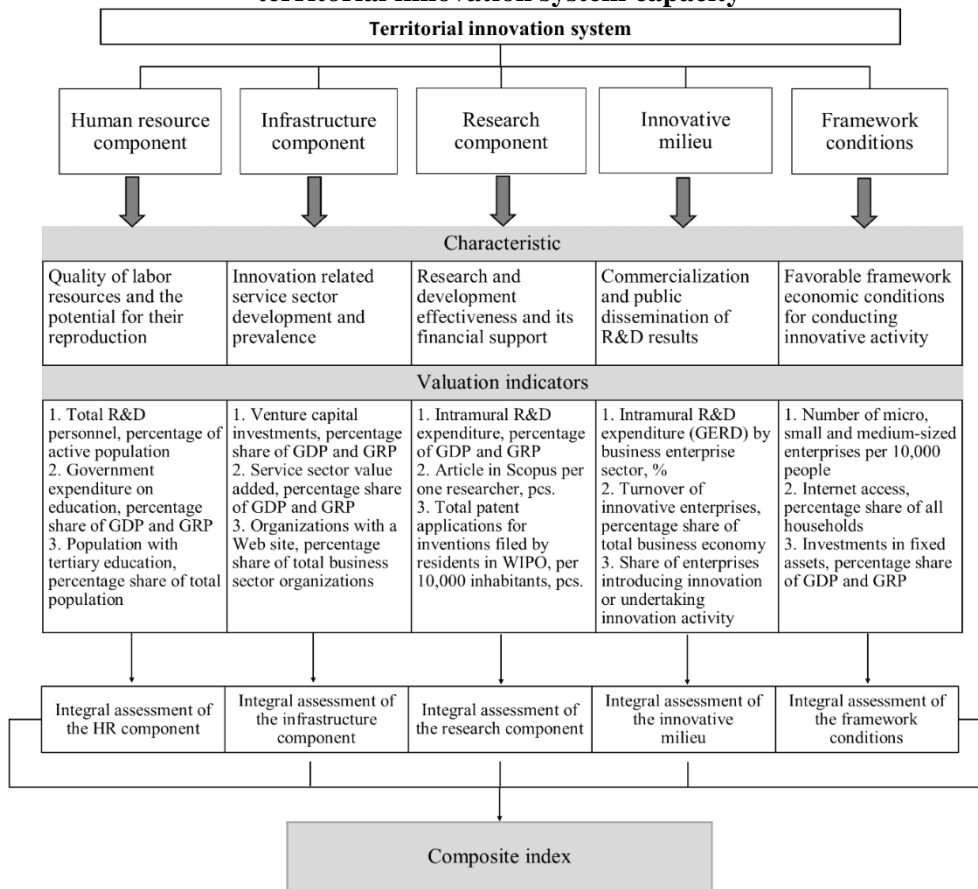 territorial innovation system capacity
Territorial innovation system
Human resource
component
Infrastructure
component
Research
component
Innovative
milieu
Framework
conditions
Characteristic
Quality of labor
resources and the
potential for their
reproduction
Innovation related
service sector
development and
prevalence
Research and
development
effectiveness and its
financial support
Commercialization
and public
dissemination of
R&D results
Favorable framework
economic conditions
for conducting
innovative activity
Valuation indicators
1. Total R&D
personnel, percentage of
active population
2. Government
expenditure on
education, percentage
share of GDP and GRP
3. Population with
tertiary education,
percentage share of total
population
1. Venture capital
investments, percentage
share of GDP and GRP
2. Service sector value
added, percentage share
of GDP and GRP
3. Organizations with a
Web site, percentage
share of total business
sector organizations
1. Intramural R&D
expenditure, percentage
of GDP and GRP
2. Article in Scopus per
one researcher, pcs.
3. Total patent
applications for
inventions filed by
residents in WIPO, per
10,000 inhabitants, pcs.
1. Intramural R&D
expenditure (GERD) by
business enterprise
sector, %
2. Turnover of
innovative enterprises,
percentage share of
total business economy
3. Share of enterprises
introducing innovation
or undertaking
innovation activity
1. Number of micro,
small and medium-sized
enterprises per 10,000
people
2. Internet access,
percentage share of all
households
3. Investments in fixed
assets, percentage share
of GDP and GRP
Integral assessment of
the HR component
Integral assessment of
the infrastructure
component
Integral assessment of
the research component
Integral assessment of
the innovative
milieu
Integral assessment of
the framework
conditions
Composite index